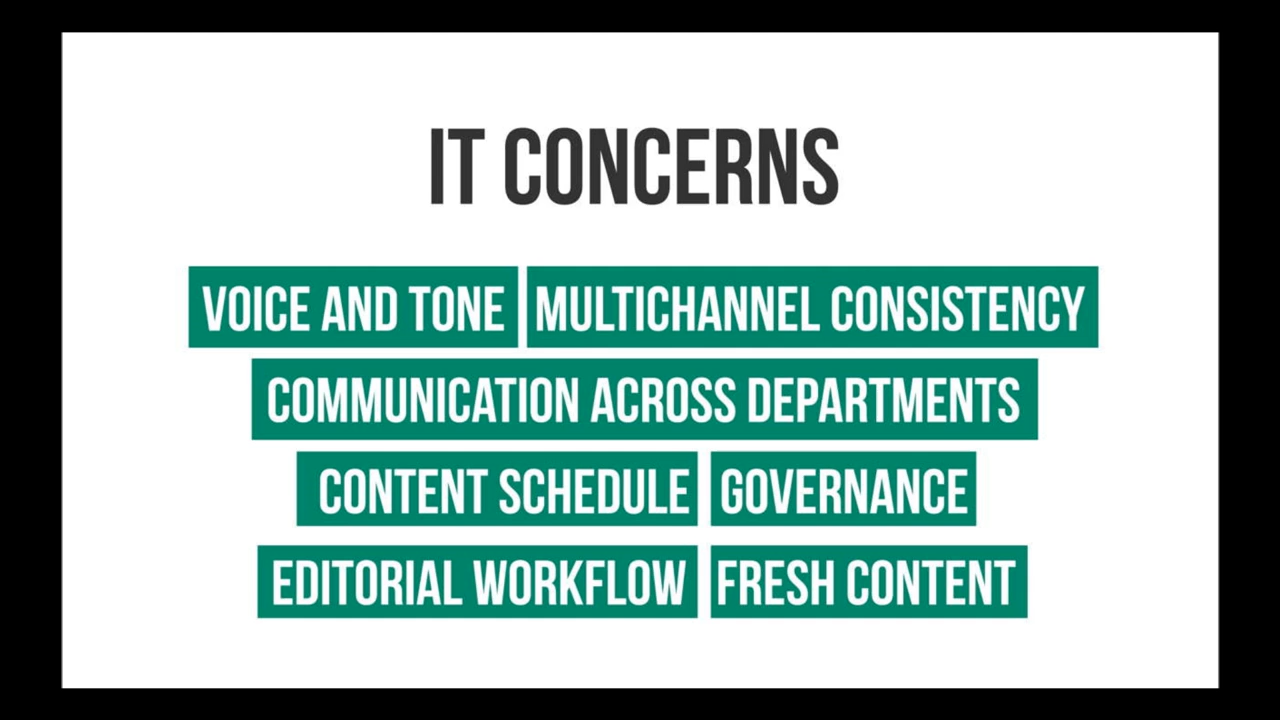 IT CONCERNS
VOICE AND TONE MULTICHANNEL CONSISTENCY
COMMUNICATION ACROSS DEPARTMENTS
CONTENT SCHEDULE GOVERNANCE
EDITORIAL WORKFLOW FRESH CONTENT